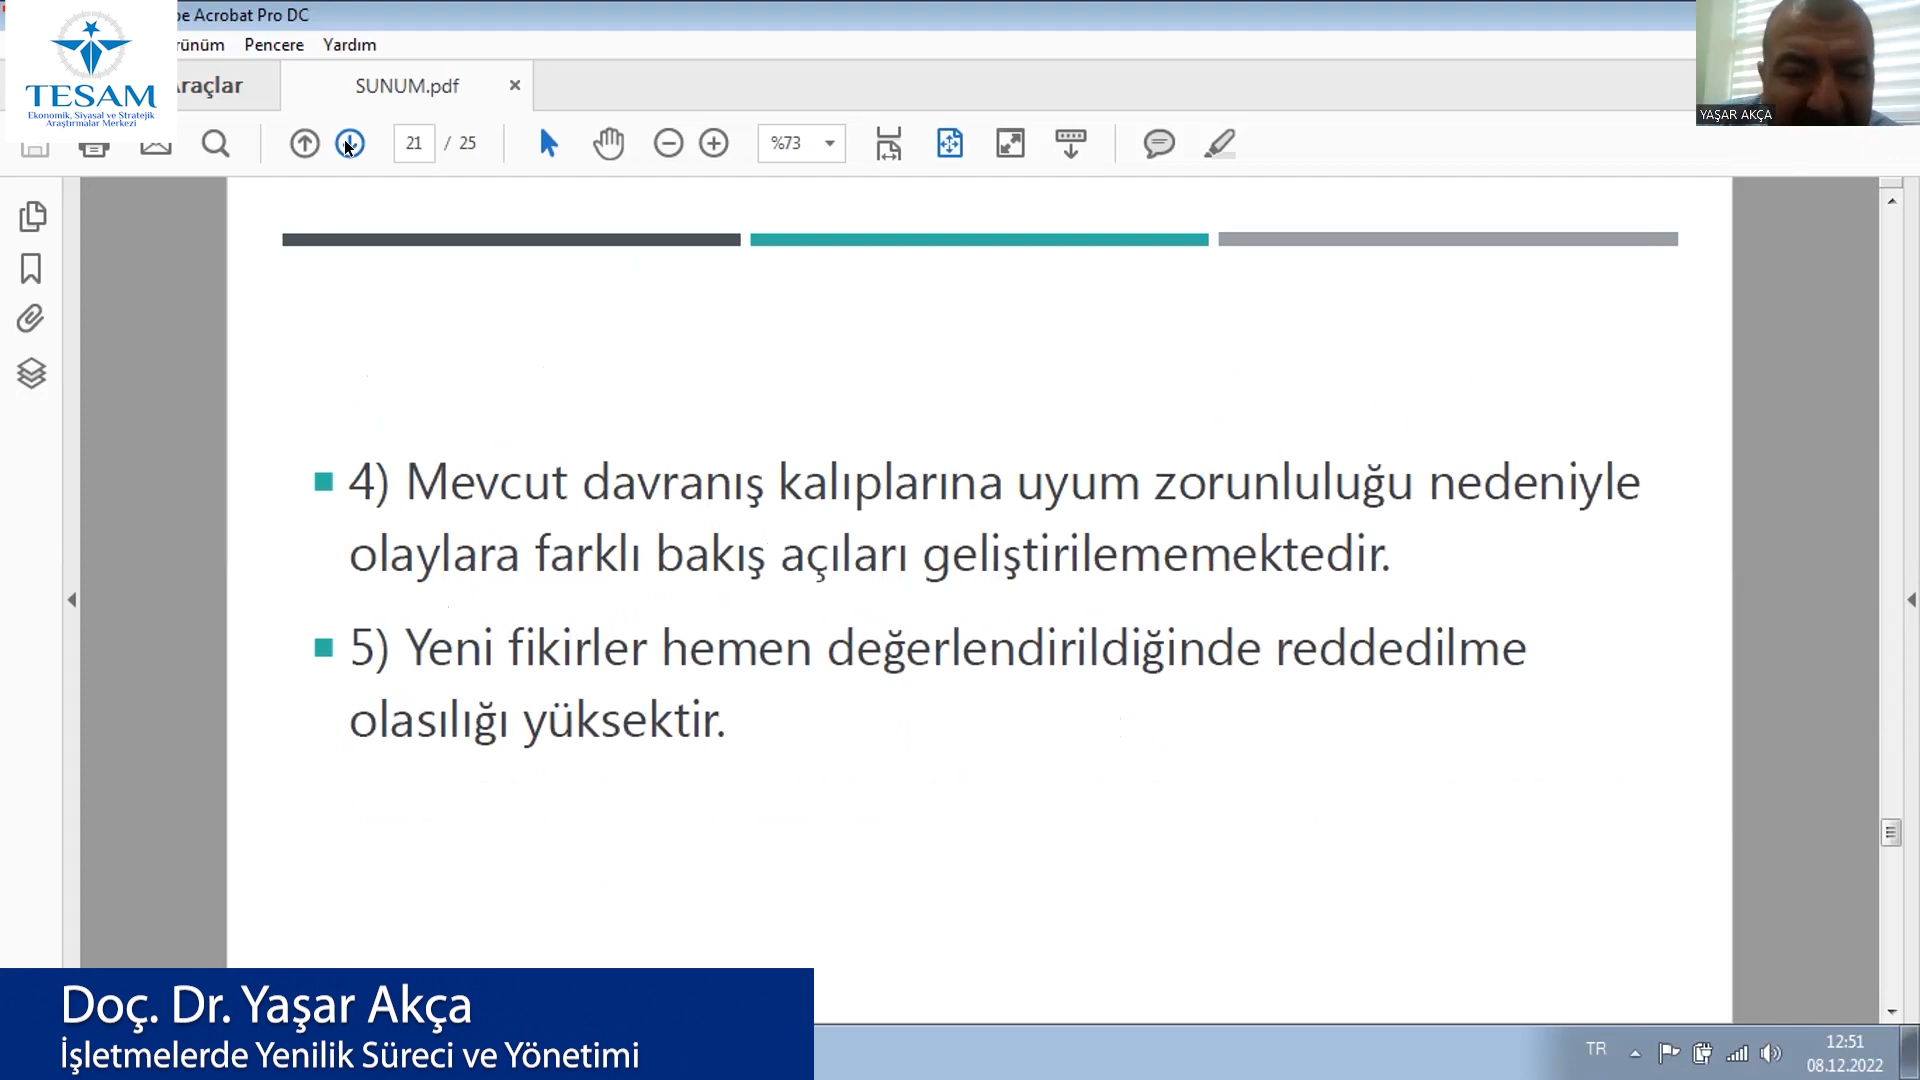 be Acrobat Pro DC
TESAM
Ekonomik, Siyasal ve Stratejik
Araştırmalar Merkezi
rünüm Pencere Yardım
raçlar
SUNUM.pdf
21 / 25
%73
YAŞAR AKÇA
4) Mevcut davranış kalıplarına uyum zorunluluğu nedeniyle
olaylara farklı bakış açıları geliştirilememektedir.
5) Yeni fikirler hemen değerlendirildiğinde reddedilme
olasılığı yüksektir.
Doç. Dr. Yaşar Akça
İşletmelerde Yenilik Süreci ve Yönetimi
TR
12:51
08.12.2022